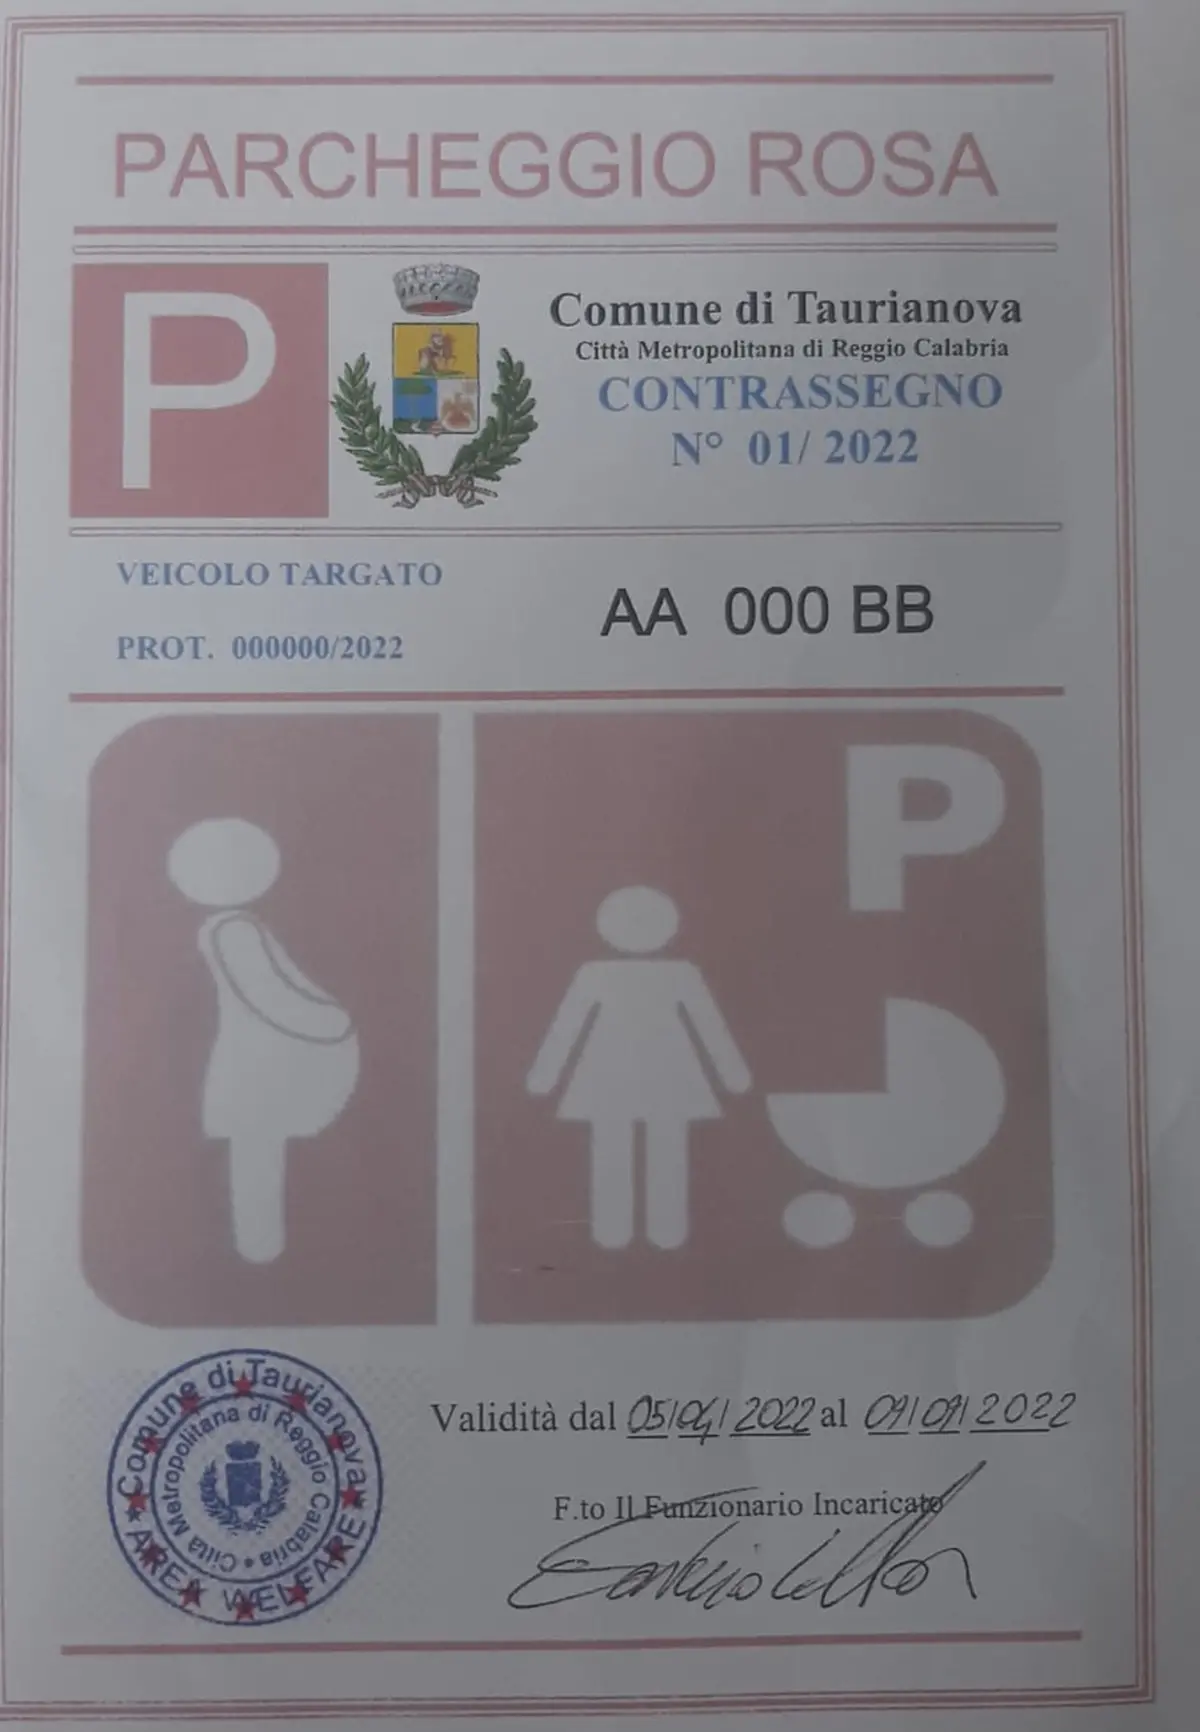 PARCHEGGIO ROSA
P
Comune di Taurianova
Città Metropolitana di Reggio Calabria
CONTRASSEGNO
N° 01/ 2022
VEICOLO TARGATO
AA 000 BB
PROT. 000000/2022
P
Comune di Taurianova
Città Metropolitana di Reggio Calabria
AREA WELFARE
Validità dal 05/04/2022 al 09/09/2022
F.to Il Funzionario Incaricato